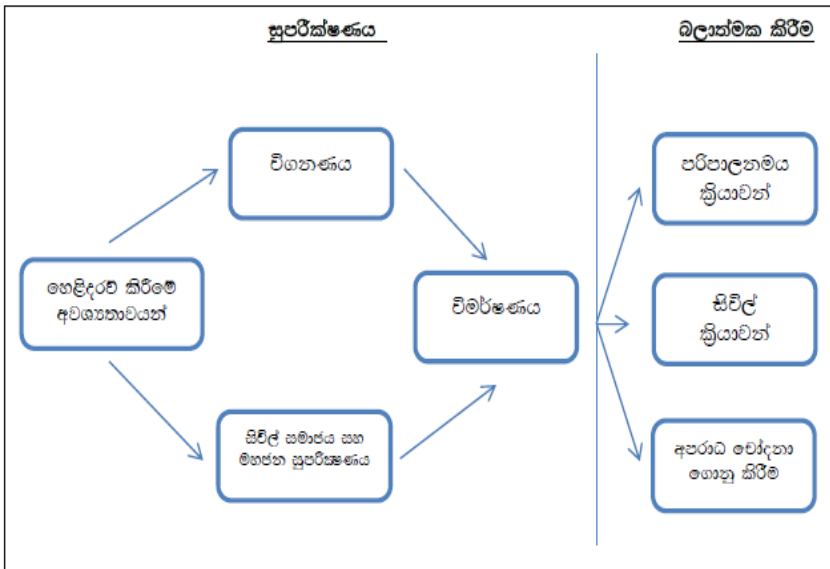 සුපරීක්ෂණය
බලාත්මක කිරීම
විගනණය
පරිපාලනමය
ක්‍රියාවන්
හෙළිදරව් කිරීමේ
අවශ්‍යතාවයන්
විමර්ෂණය
සිවිල්
ක්‍රියාවන්
සිවිල් සමාජය සහ
මහජන සුපරීක්ෂණය
අපරාධ චෝදනා
ගොනු කිරීම